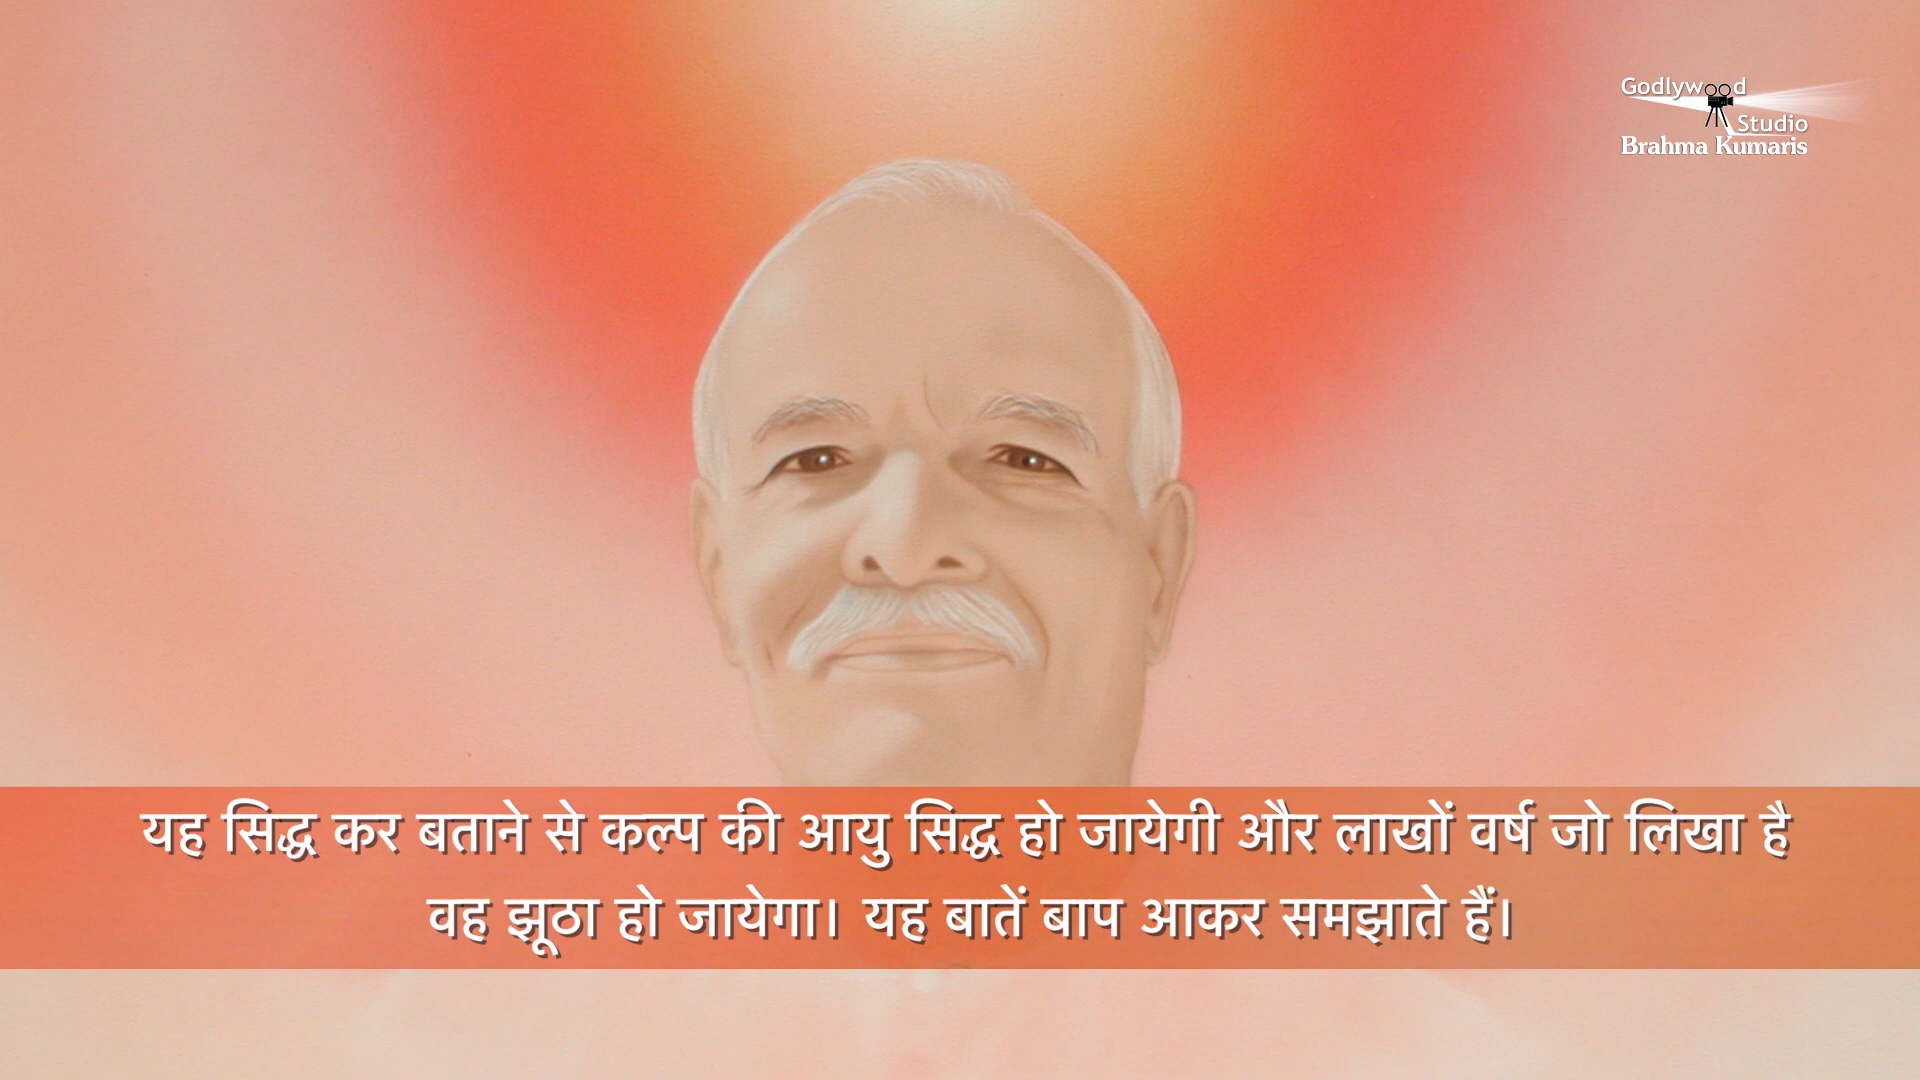 Godlywood
Studio
Brahma Kumaris
यह सिद्ध कर बताने से कल्प की आयु सिद्ध हो जायेगी और लाखों वर्ष जो लिखा है
वह झूठा हो जायेगा। यह बातें बाप आकर समझाते हैं।